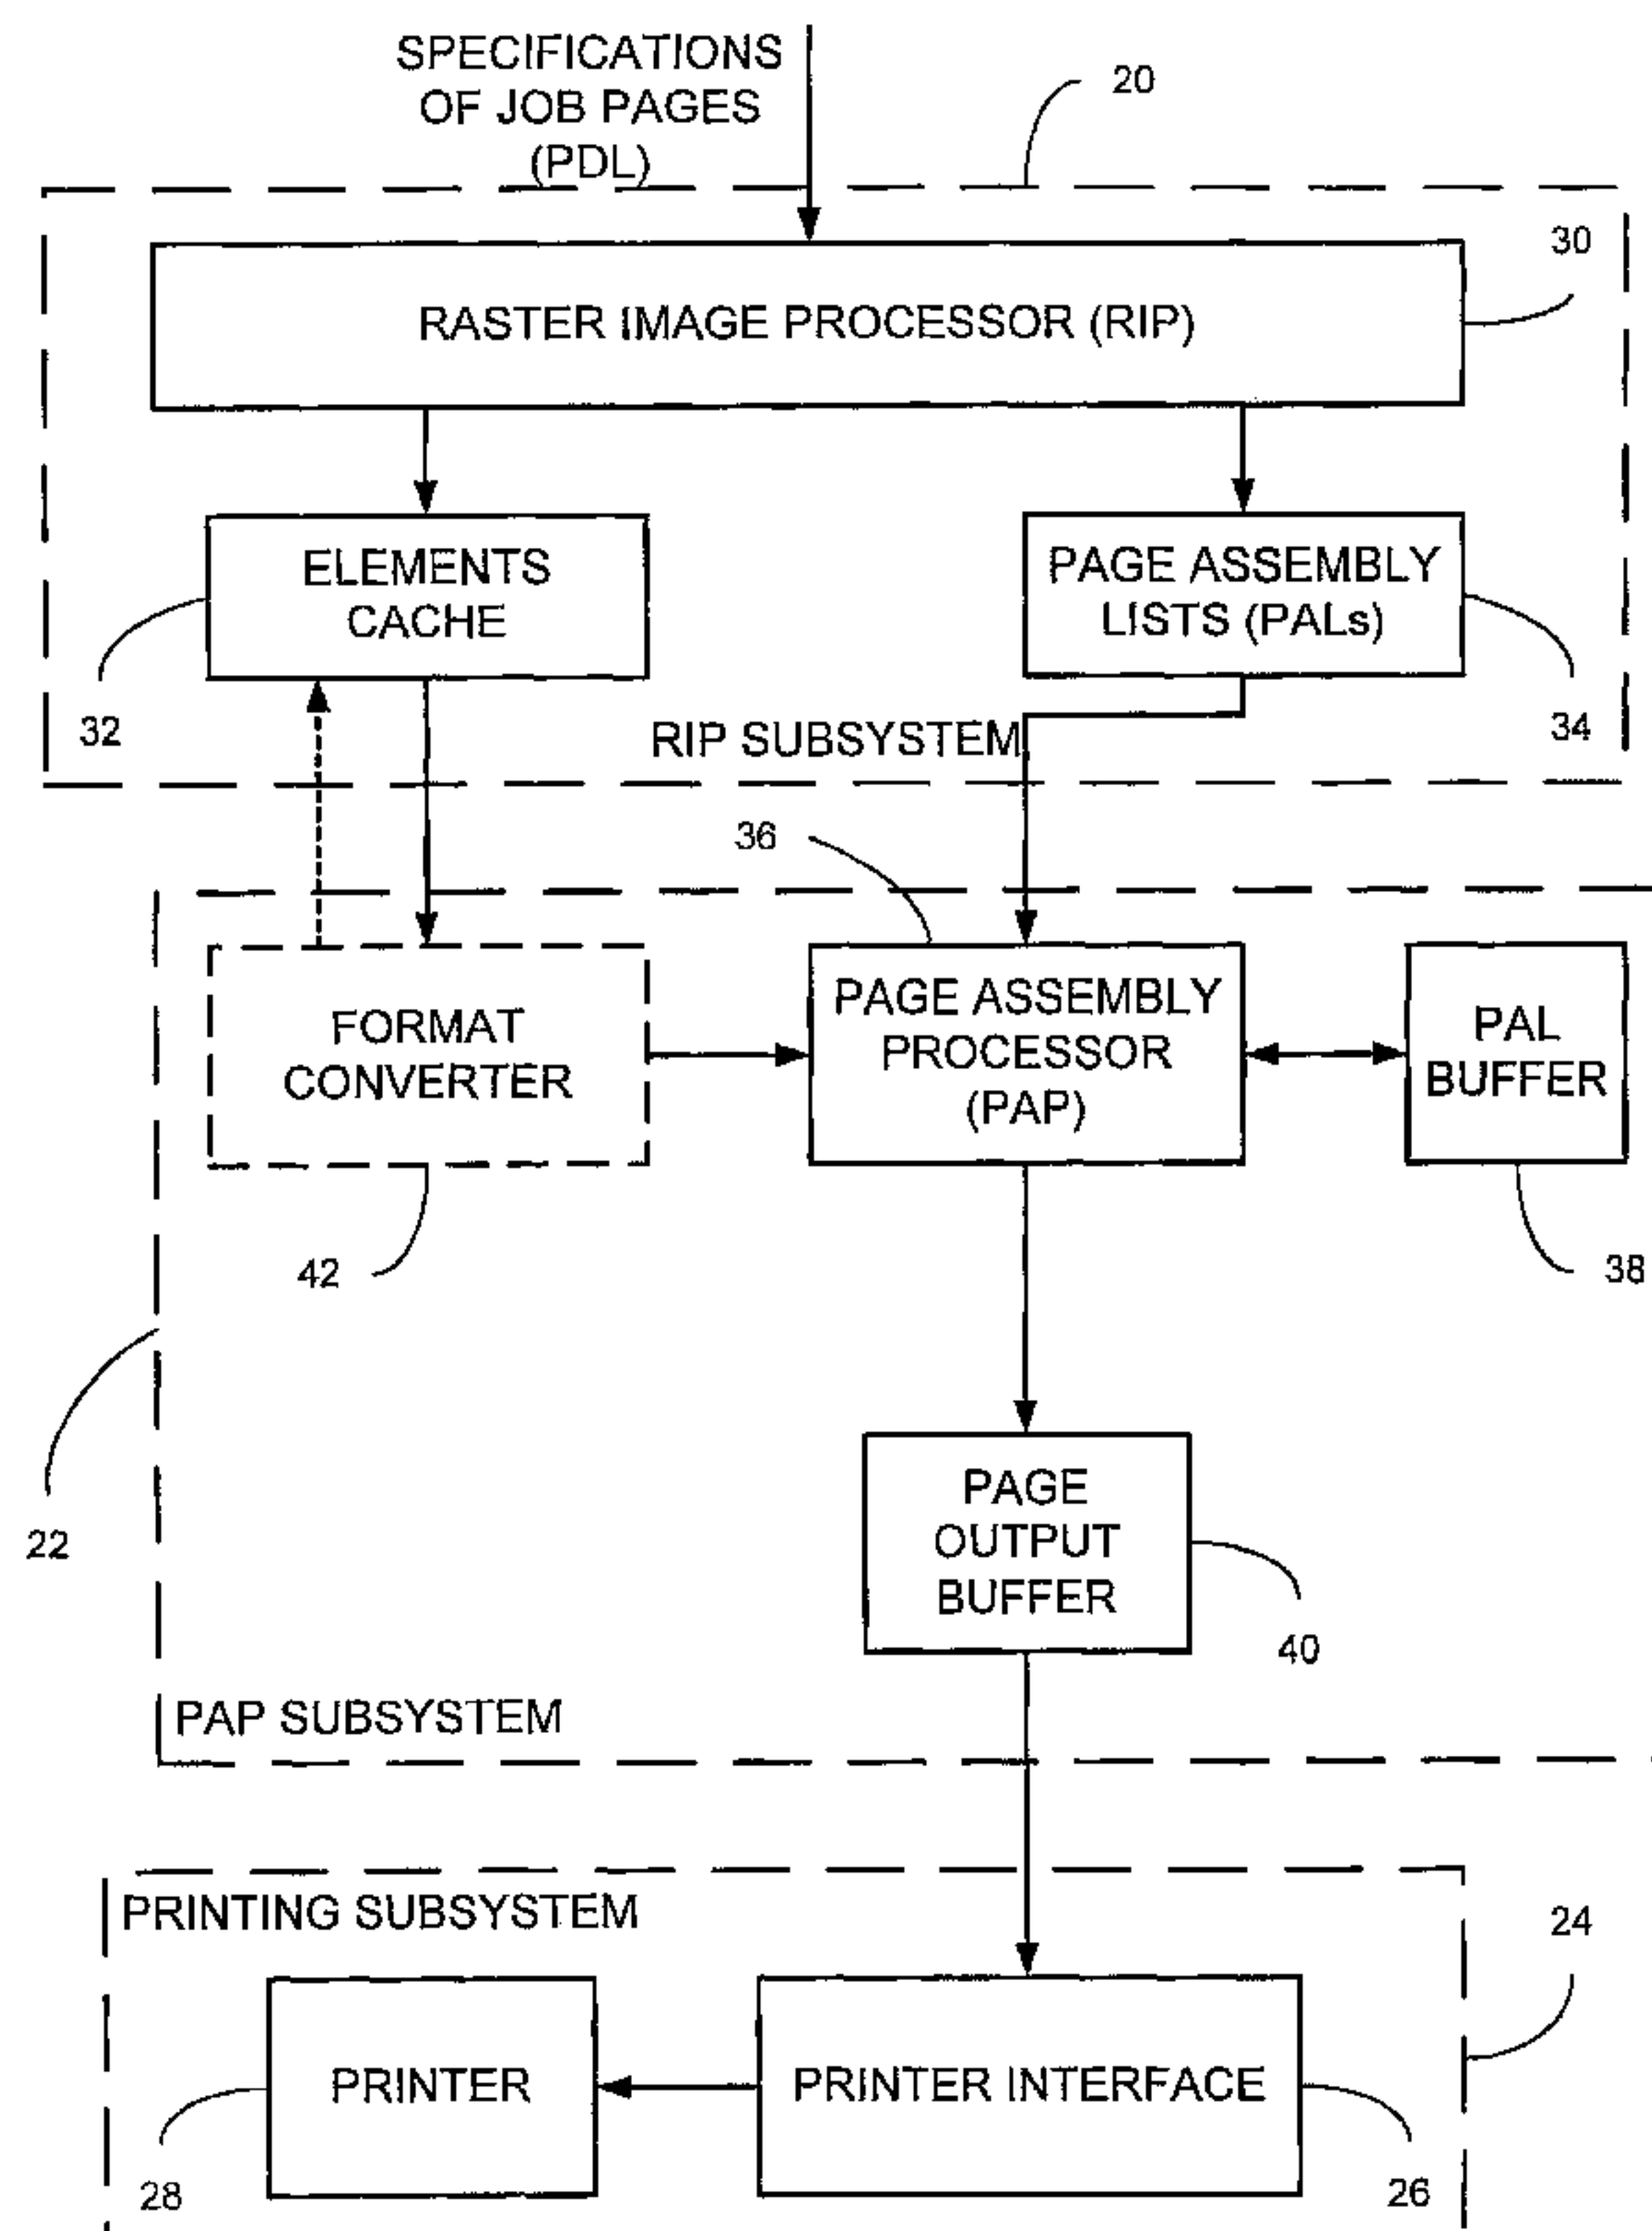 SPECIFICATIONS
OF JOB PAGES
(PDL)
20
30
RASTER IMAGE PROCESSOR (RIP)
ELEMENTS
CACHE
PAGE ASSEMBLY
LISTS (PALs)
32
34
RIP SUBSYSTEM
36
FORMAT
CONVERTER
PAGE ASSEMBLY
PROCESSOR
(PAP)
PAL
BUFFER
42
38
22
PAGE
OUTPUT
BUFFER
40
PAP SUBSYSTEM
PRINTING SUBSYSTEM
24
PRINTER
PRINTER INTERFACE
28
26